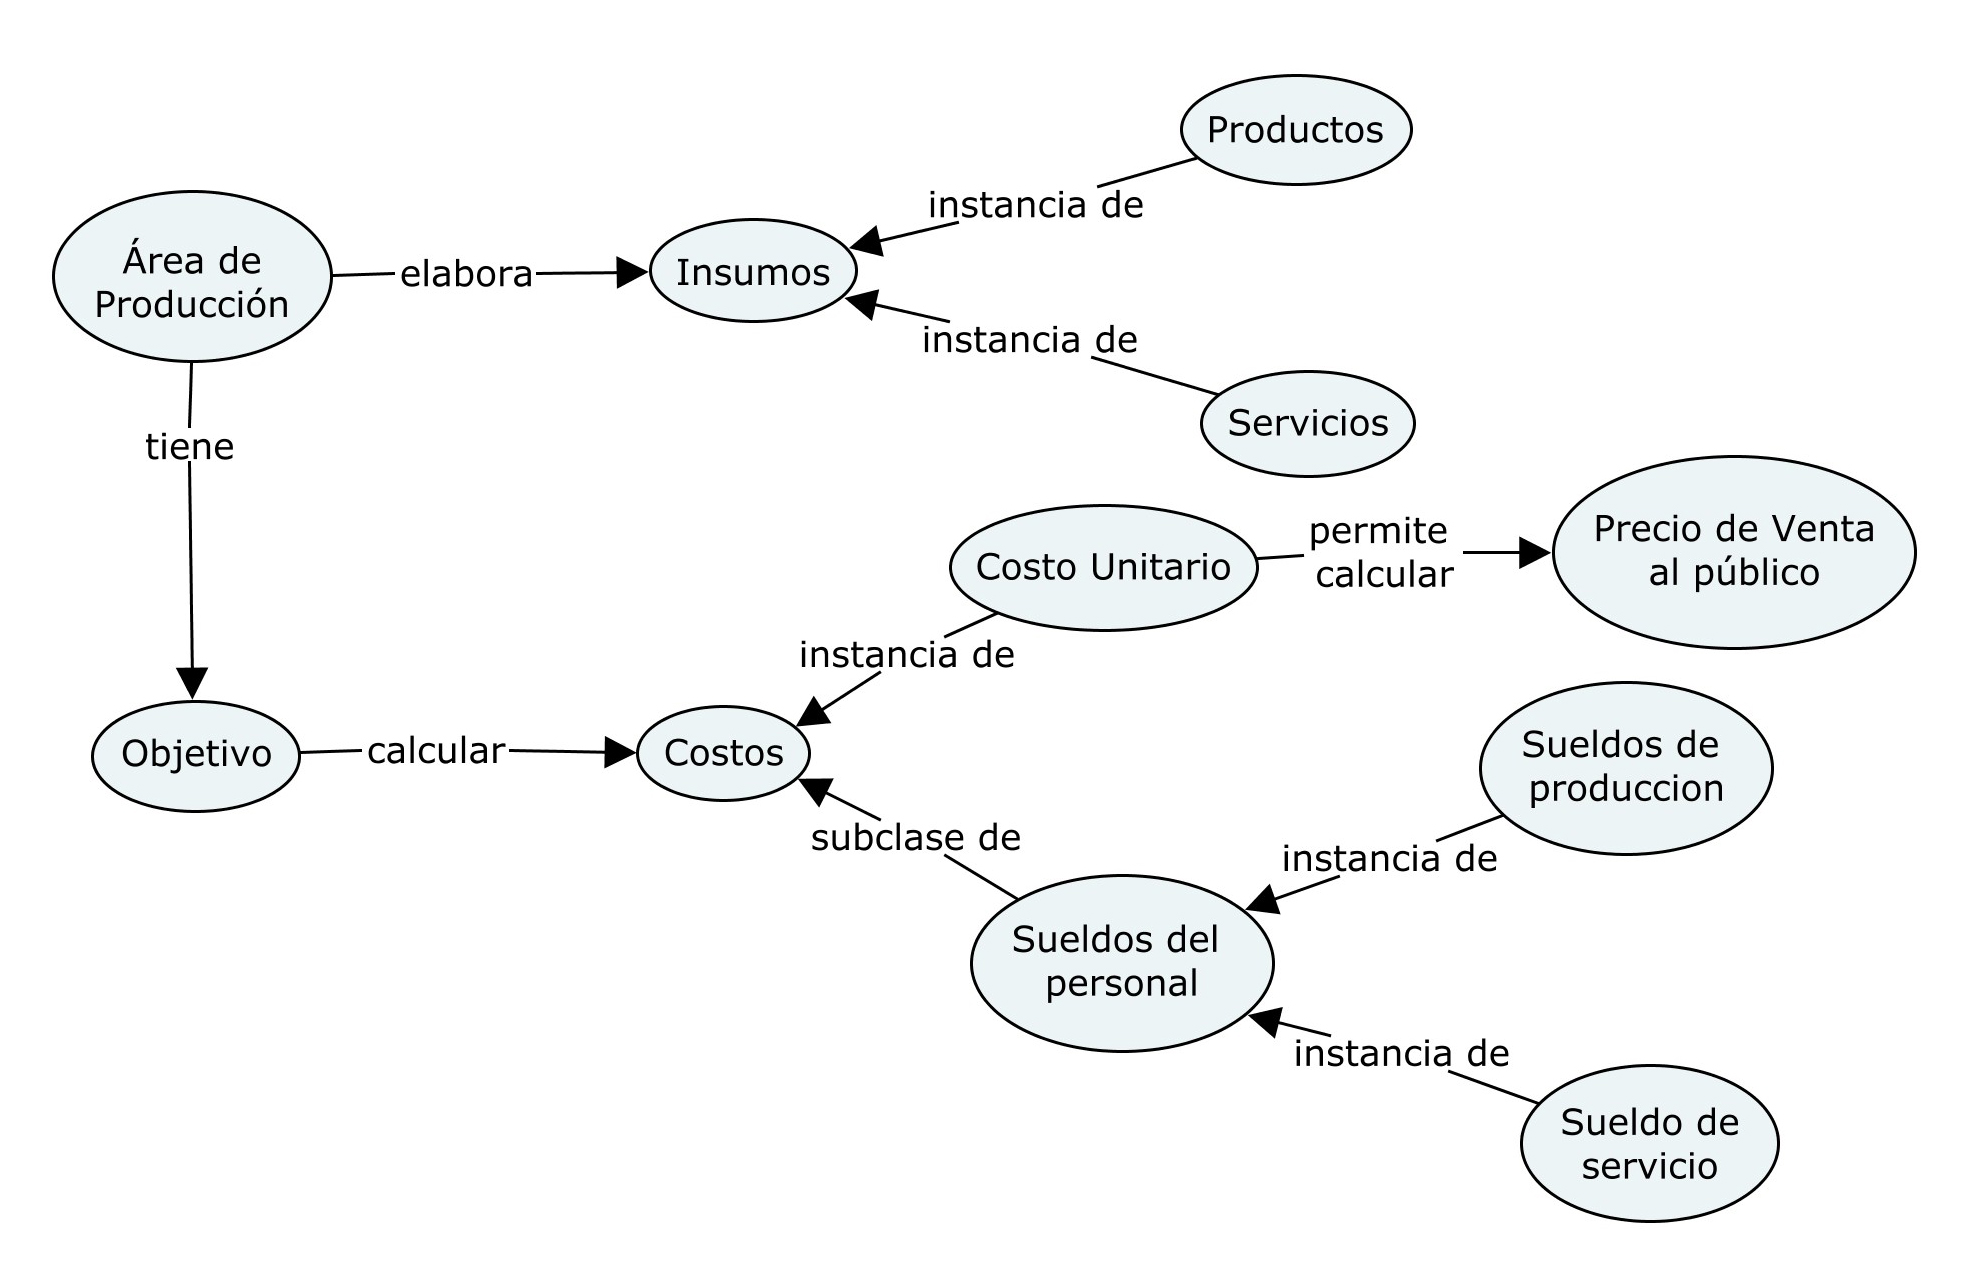 Productos
instancia de
Área de
Producción
elabora
Insumos
instancia de
Servicios
tiene
Costo Unitario
permite
calcular
Precio de Venta
al público
instancia de
Objetivo
calcular
Costos
Sueldos de
produccion
subclase de
instancia de
Sueldos del
personal
instancia de
Sueldo de
servicio